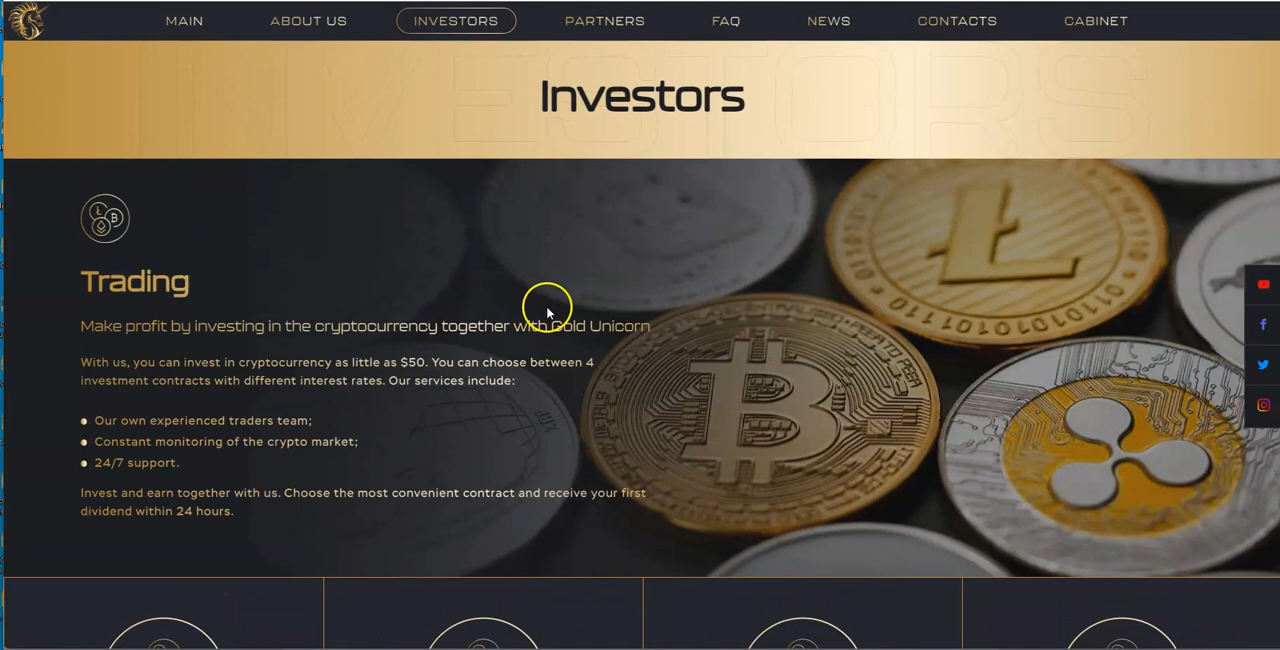 MAIN ABOUT US INVESTORS PARTNERS FAQ NEWS CONTACTS CABINET
INVESTORS
Investors
Trading
Make profit by investing in the cryptocurrency together with Gold Unicorn
With us, you can invest in cryptocurrency as little as $50. You can choose between 4
investment contracts with different interest rates. Our services include:
Our own experienced traders team;
Constant monitoring of the crypto market;
24/7 support.
Invest and earn together with us. Choose the most convenient contract and receive your first
dividend within 24 hours.